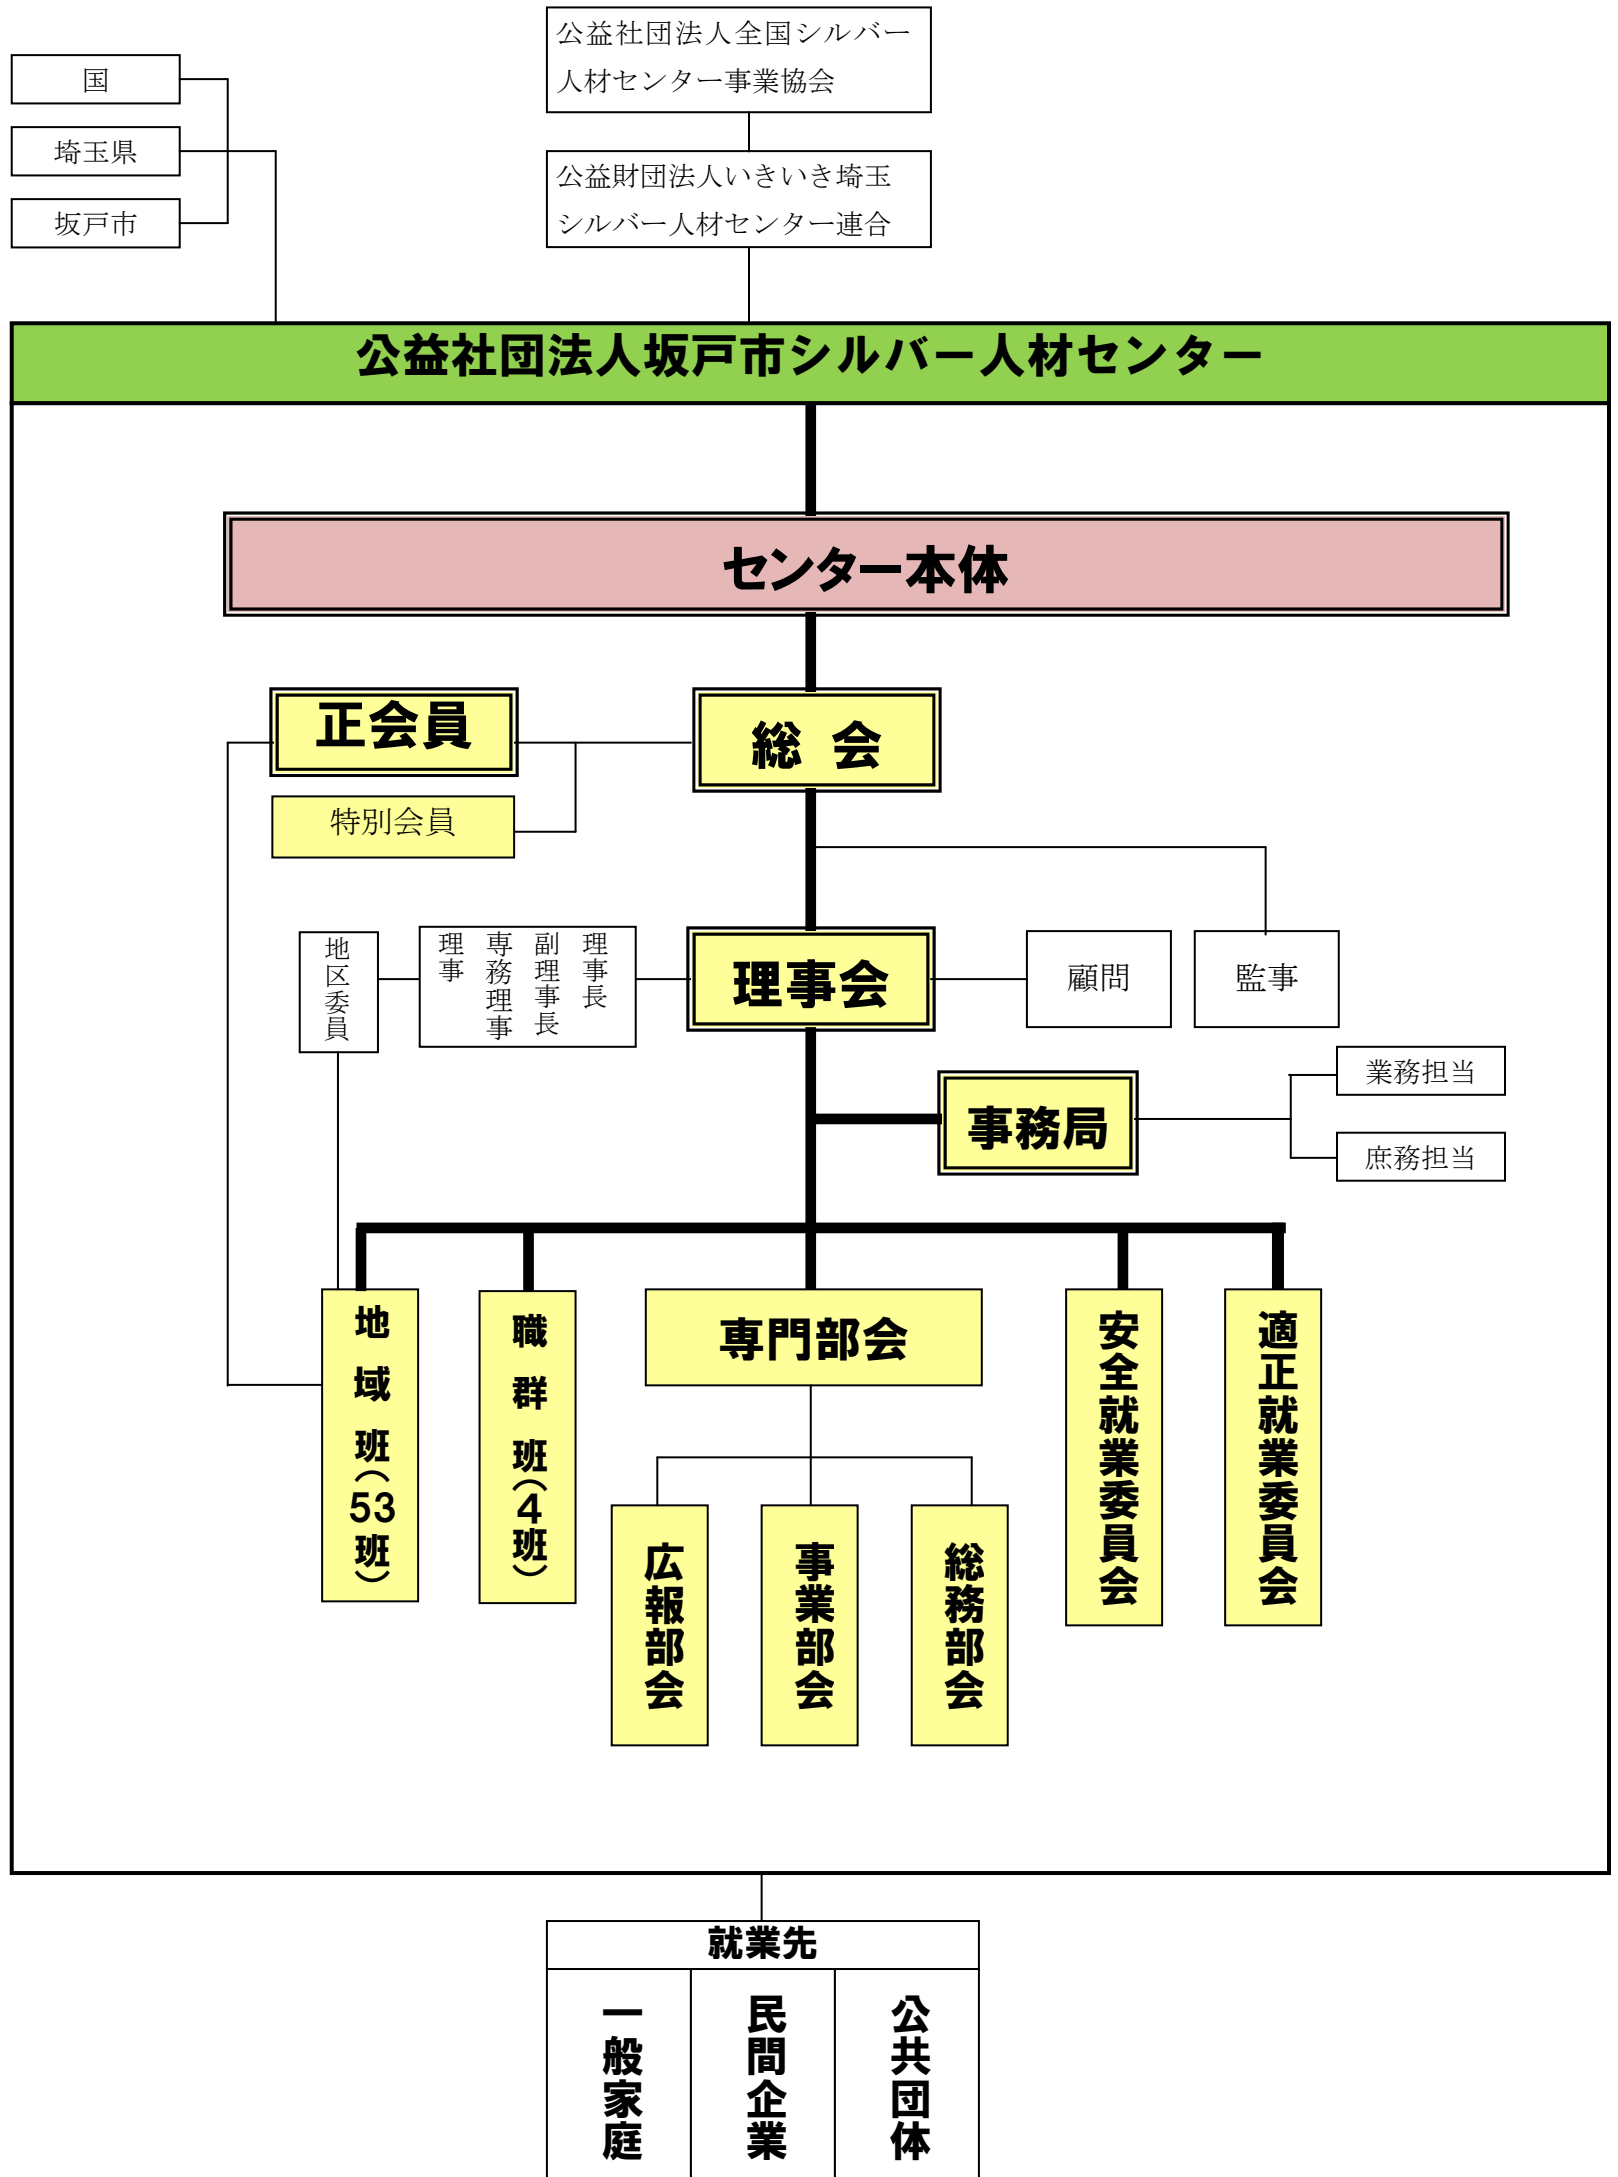 国
埼玉県
坂戸市
公益社団法人全国シルバー
人材センター事業協会
公益財団法人いきいき埼玉
シルバー人材センター連合
公益社団法人坂戸市シルバー人材センター
センター本体
正会員
総 会
特別会員
地区委員
理事長
副理事長
専務理事
理事
理事会
顧問
監事
事務局
業務担当
庶務担当
地域班(53班)
職群班(4班)
専門部会
安全就業委員会
適正就業委員会
広報部会
事業部会
総務部会
就業先
一般家庭
民間企業
公共団体